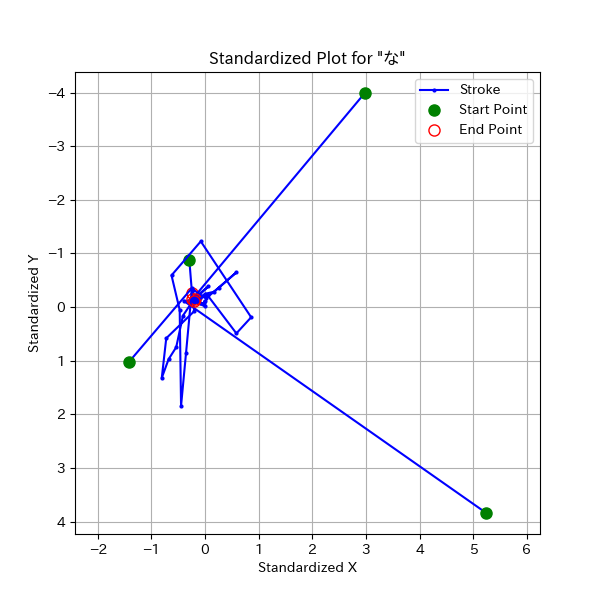 Standardized Plot for "な"
Stroke
Start Point
End Point
−4
−3
−2
−1
0
1
2
3
4
Standardized Y
−2 −1 0 1 2 3 4 5 6
Standardized X